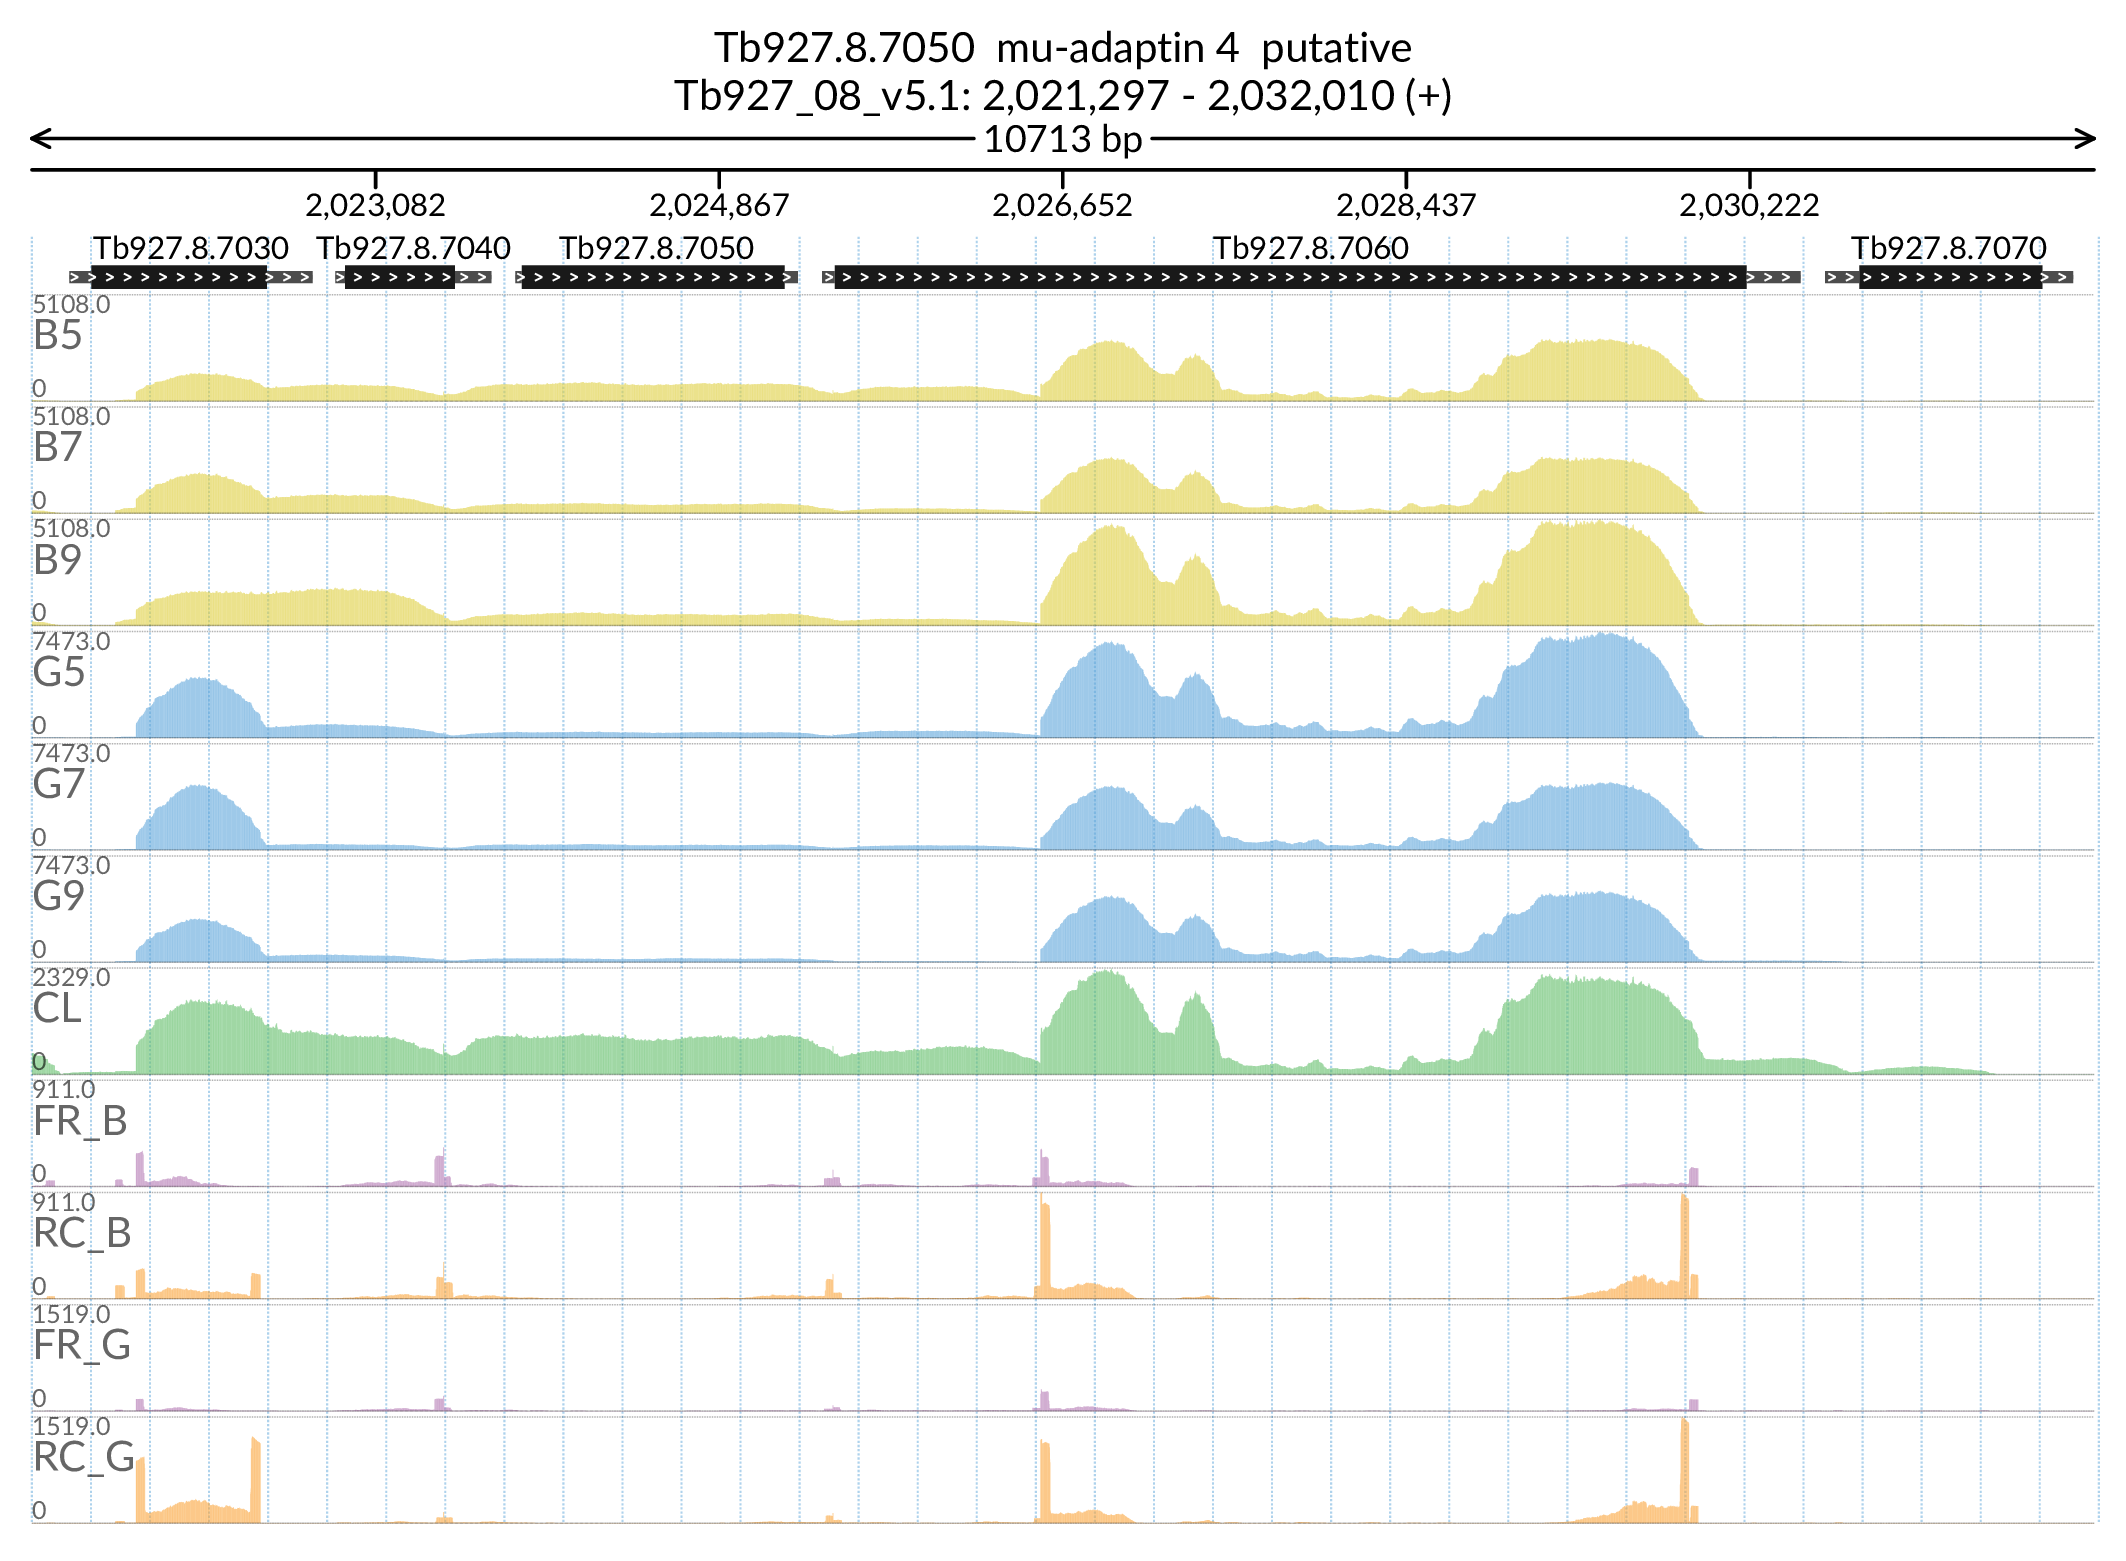 Tb927.8.7050  mu-adaptin 4  putative
Tb927_08_v5.1: 2,021,297 - 2,032,010 (+)
10713 bp
2,023,082 2,024,867 2,026,652 2,028,437 2,030,222
Tb927.8.7030 Tb927.8.7040 Tb927.8.7050 Tb927.8.7060 Tb927.8.7070
5108.0
B5
0
5108.0
B7
0
5108.0
B9
0
7473.0
G5
0
7473.0
G7
0
7473.0
G9
0
2329.0
CL
0
911.0
FR_B
0
911.0
RC_B
0
1519.0
FR_G
0
1519.0
RC_G
0